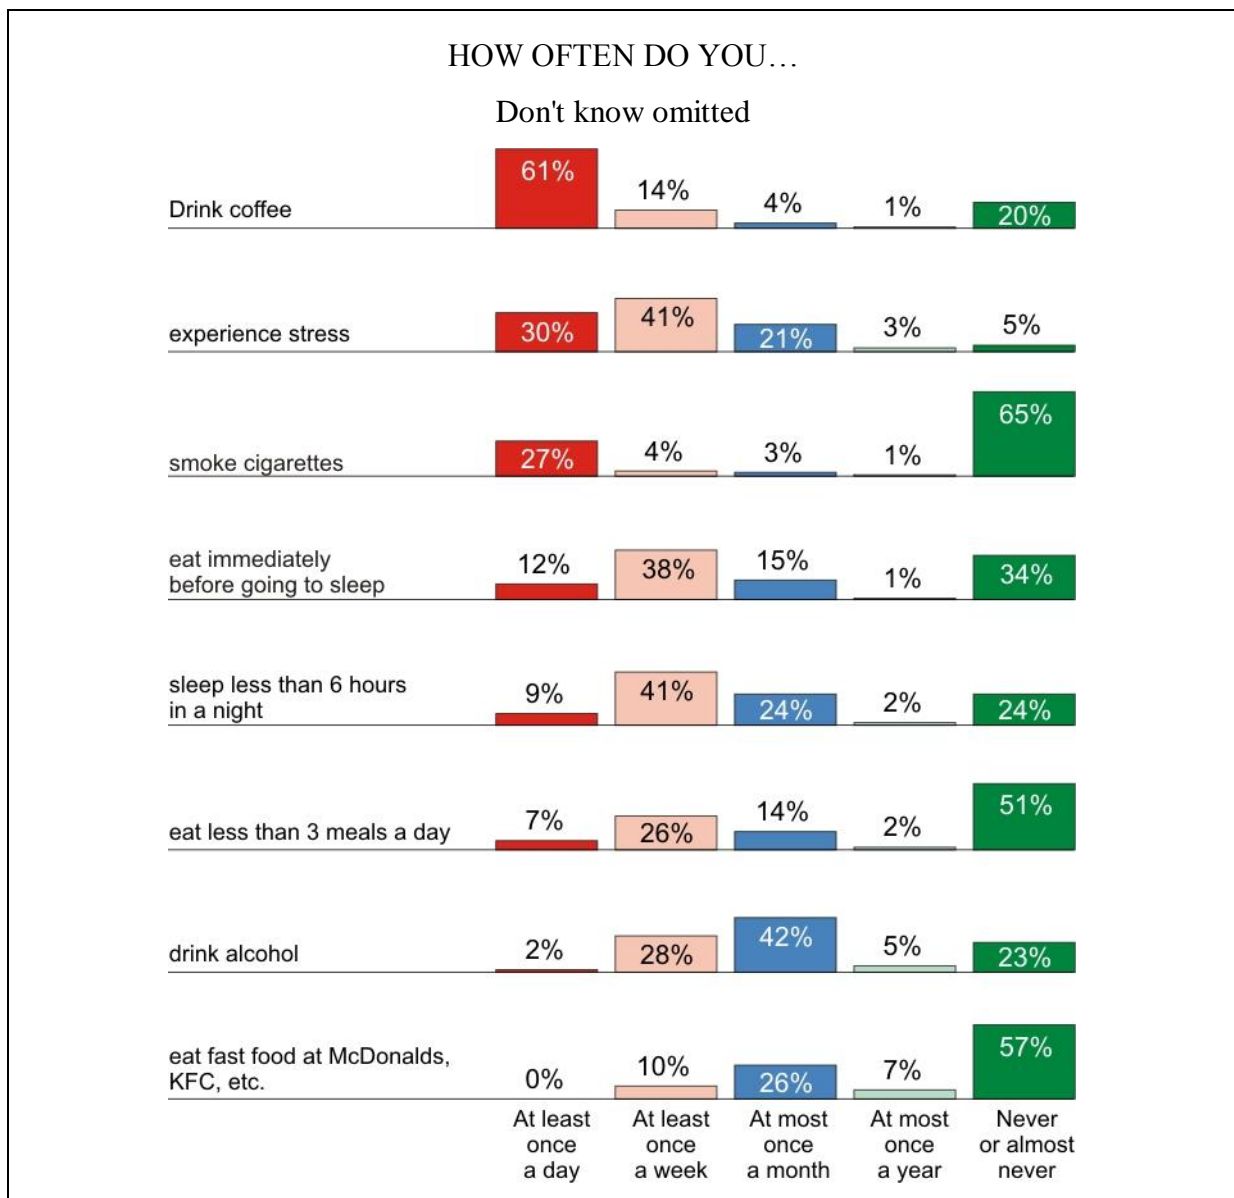 HOW OFTEN DO YOU…
Don't know omitted
Drink coffee
61%
14%
4%
1%
20%
experience stress
30%
41%
21%
3%
5%
smoke cigarettes
27%
4%
3%
1%
65%
eat immediately
before going to sleep
12%
38%
15%
1%
34%
sleep less than 6 hours
in a night
9%
41%
24%
2%
24%
eat less than 3 meals a day
7%
26%
14%
2%
51%
drink alcohol
2%
28%
42%
5%
23%
eat fast food at McDonalds,
KFC, etc.
0%
10%
26%
7%
57%
At least
once
a day
At least
once
a week
At most
once
a month
At most
once
a year
Never
or almost
never